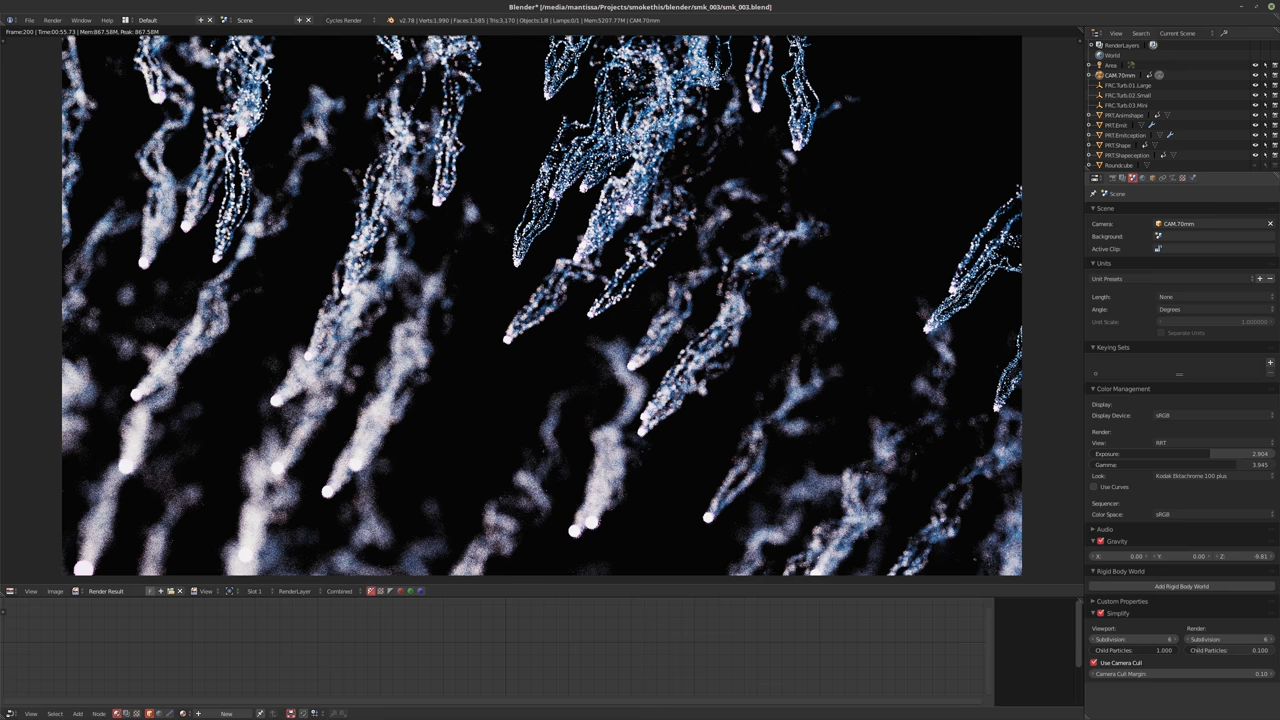 Blender* [/media/mantissa/Projects/smokethis/blender/smk_003/smk_003.blend]
File Render Window Help Default Scene Cycles Render v2.78 | Verts:1,990 | Faces:1,585 | Tris:3,170 | Objects:1/8 | Lamps:0/1 | Mem:5207.77M | CAM.70mm
Frame:200 | Time:00:55.73 | Mem:867.58M, Peak: 867.58M
View Search Current Scene
RenderLayers
World
Area
CAM.70mm
FRC.Turb.01.Large
FRC.Turb.02.Small
FRC.Turb.03.Mini
PRT.Animshape
PRT.Emit
PRT.Emitception
PRT.Shape
PRT.Shapeception
Roundcube
Scene
Scene
Camera: CAM.70mm
Background:
Active Clip:
Units
Unit Presets
Length: None
Angle: Degrees
Unit Scale: 1.000000
Separate Units
Keying Sets
Color Management
Display:
Display Device: sRGB
Render:
View: RRT
Exposure: 2.904
Gamma: 3.945
Look: Kodak Ektachrome 100 plus
Use Curves
Sequencer:
Color Space: sRGB
Audio
Gravity
X: 0.00 Y: 0.00 Z: -9.81
Rigid Body World
Add Rigid Body World
Custom Properties
Simplify
Viewport: Render:
Subdivision: 6 Subdivision: 6
Child Particles: 1.000 Child Particles: 0.100
Use Camera Cull
Camera Cull Margin: 0.10
View Image Render Result F View Slot 1 RenderLayer Combined
View Select Add Node New